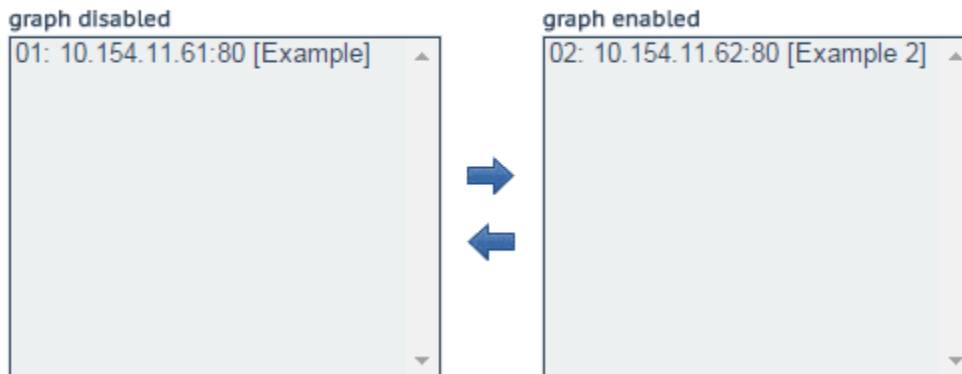 graph disabled
01: 10.154.11.61:80 [Example]
graph enabled
02: 10.154.11.62:80 [Example 2]